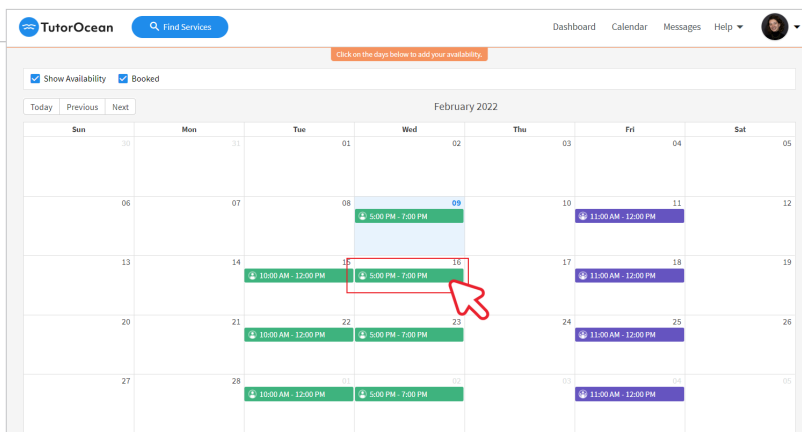 TutorOcean Find Services Dashboard Calendar Messages Help
Click on the days below to add your availability.
Show Availability Booked
Today Previous Next February 2022
Sun Mon Tue Wed Thu Fri Sat
30 31 01 02 03 04 05
06 07 08 09 10 11 12
5:00 PM - 7:00 PM 11:00 AM - 12:00 PM
13 14 15 16 17 18 19
10:00 AM - 12:00 PM 5:00 PM - 7:00 PM 11:00 AM - 12:00 PM
20 21 22 23 24 25 26
10:00 AM - 12:00 PM 5:00 PM - 7:00 PM 11:00 AM - 12:00 PM
27 28 01 02 03 04 05
10:00 AM - 12:00 PM 5:00 PM - 7:00 PM 11:00 AM - 12:00 PM